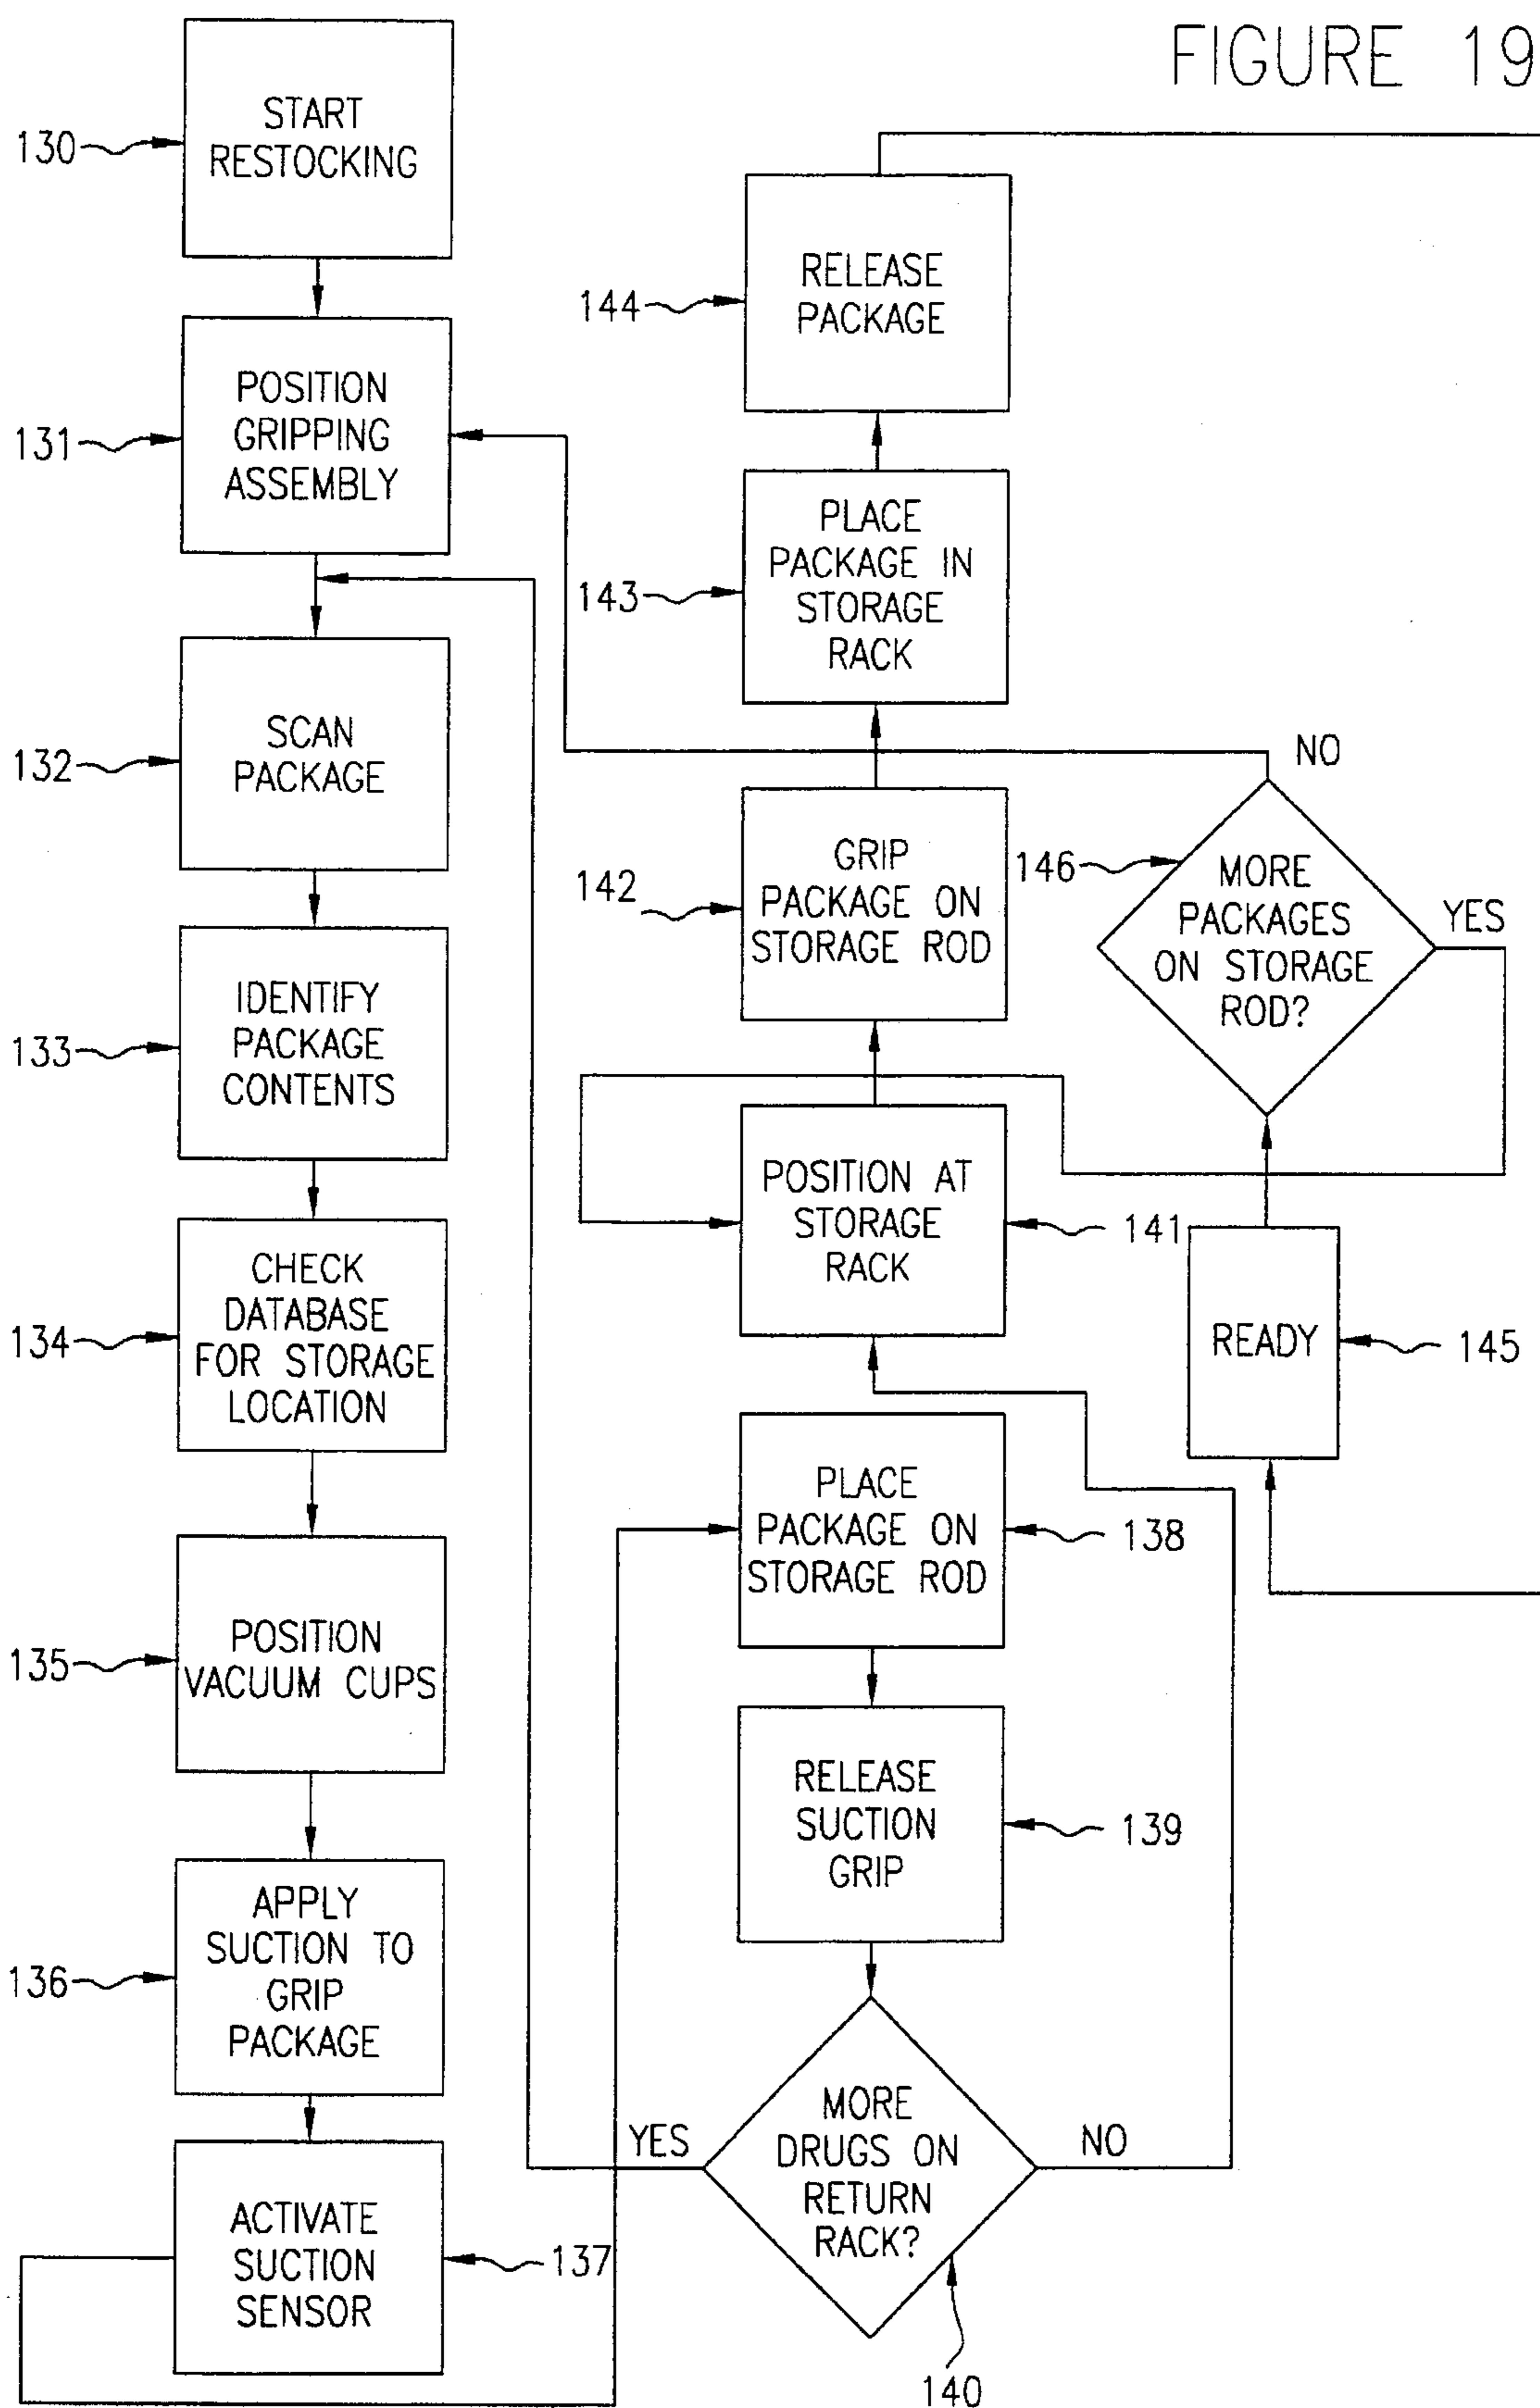 FIGURE 19
START
RESTOCKING
130
POSITION
GRIPPING
ASSEMBLY
131
SCAN
PACKAGE
132
IDENTIFY
PACKAGE
CONTENTS
133
CHECK
DATABASE
FOR STORAGE
LOCATION
134
POSITION
VACUUM CUPS
135
APPLY
SUCTION TO
GRIP
PACKAGE
136
ACTIVATE
SUCTION
SENSOR
137
PLACE
PACKAGE ON
STORAGE ROD
138
RELEASE
SUCTION
GRIP
139
MORE
DRUGS ON
RETURN
RACK?
140
YES
NO
POSITION AT
STORAGE
RACK
141
GRIP
PACKAGE ON
STORAGE ROD
142
PLACE
PACKAGE IN
STORAGE
RACK
143
RELEASE
PACKAGE
144
READY
145
MORE
PACKAGES
ON STORAGE
ROD?
146
NO
YES